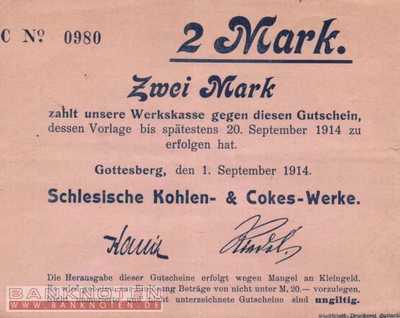 C No. 0980
2 Mark.
Zwei Mark
zahlt unsere Werkskasse gegen diesen Gutschein,
dessen Vorlage bis spätestens 20. September 1914 zu
erfolgen hat.
Gottesberg, den 1. September 1914.
Schlesische Kohlen- & Cokes-Werke.
Die Herausgabe dieser Gutscheine erfolgt wegen Mangel an Kleingeld.
Beträge von nicht unter M. 20.— vorzulegen,
nicht unterzeichnete Gutscheine sind ungiltig.
BANKNOTEN
WWW.BANKNOTEN.DE